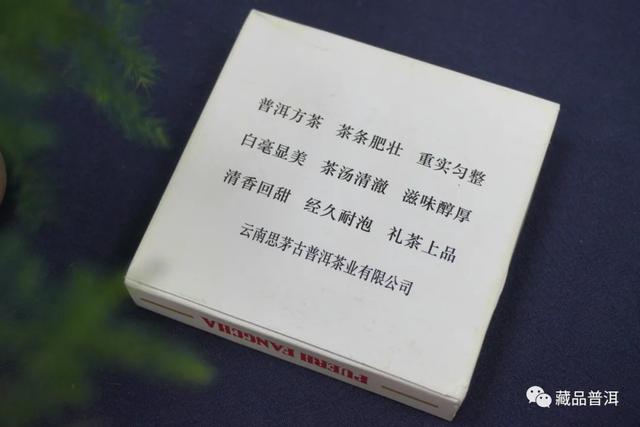 普洱方茶 茶条肥壮 重实匀整
白毫显美 茶汤清澈 滋味醇厚
清香回甜 经久耐泡 礼茶上品
云南思茅古普洱茶业有限公司
PUERH FANGCHA
藏品普洱